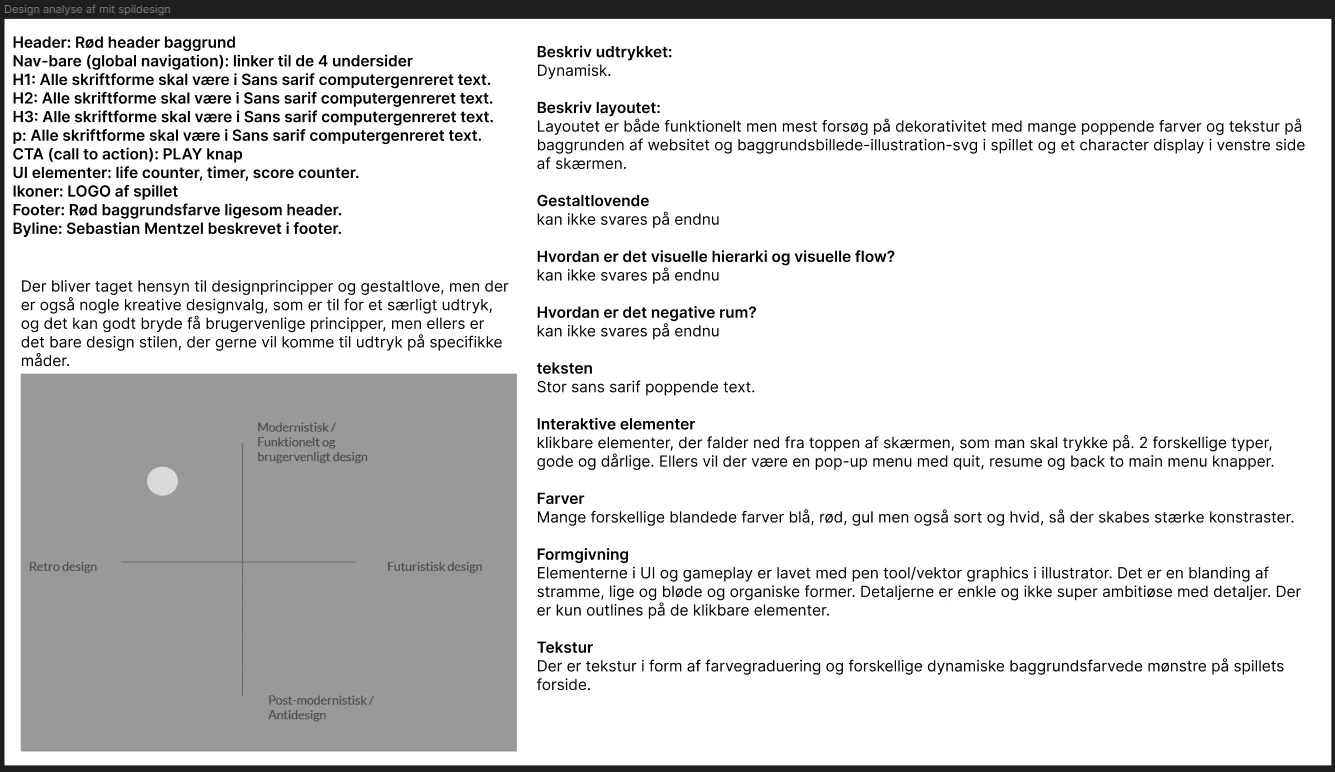 Design analyse af mit spildesign
Header: Rød header baggrund
Nav-bare (global navigation): linker til de 4 undersider
H1: Alle skriftforme skal være i Sans sarif computergenreret text.
H2: Alle skriftforme skal være i Sans sarif computergenreret text.
H3: Alle skriftforme skal være i Sans sarif computergenreret text.
p: Alle skriftforme skal være i Sans sarif computergenreret text.
CTA (call to action): PLAY knap
UI elementer: life counter, timer, score counter.
Ikoner: LOGO af spillet
Footer: Rød baggrundsfarve ligesom header.
Byline: Sebastian Mentzel beskrevet i footer.
Der bliver taget hensyn til designprincipper og gestaltlove, men der
er også nogle kreative designvalg, som er til for et særligt udtryk,
og det kan godt bryde få brugervenlige principper, men ellers er
det bare design stilen, der gerne vil komme til udtryk på specifikke
måder.
Modernistisk /
Funktionelt og
brugervenligt design
Retro design
Futuristisk design
Post-modernistisk /
Antidesign
Beskriv udtrykket:
Dynamisk.
Beskriv layoutet:
Layoutet er både funktionelt men mest forsøg på dekorativitet med mange poppende farver og tekstur på
baggrunden af websitet og baggrundsbillede-illustration-svg i spillet og et character display i venstre side
af skærmen.
Gestaltlovende
kan ikke svares på endnu
Hvordan er det visuelle hierarki og visuelle flow?
kan ikke svares på endnu
Hvordan er det negative rum?
kan ikke svares på endnu
teksten
Stor sans sarif poppende text.
Interaktive elementer
klikbare elementer, der falder ned fra toppen af skærmen, som man skal trykke på. 2 forskellige typer,
gode og dårlige. Ellers vil der være en pop-up menu med quit, resume og back to main menu knapper.
Farver
Mange forskellige blandede farver blå, rød, gul men også sort og hvid, så der skabes stærke konstraster.
Formgivning
Elementerne i UI og gameplay er lavet med pen tool/vektor graphics i illustrator. Det er en blanding af
stramme, lige og bløde og organiske former. Detaljerne er enkle og ikke super ambitiøse med detaljer. Der
er kun outlines på de klikbare elementer.
Tekstur
Der er tekstur i form af farvegraduering og forskellige dynamiske baggrundsfarvede mønstre på spillets
forside.